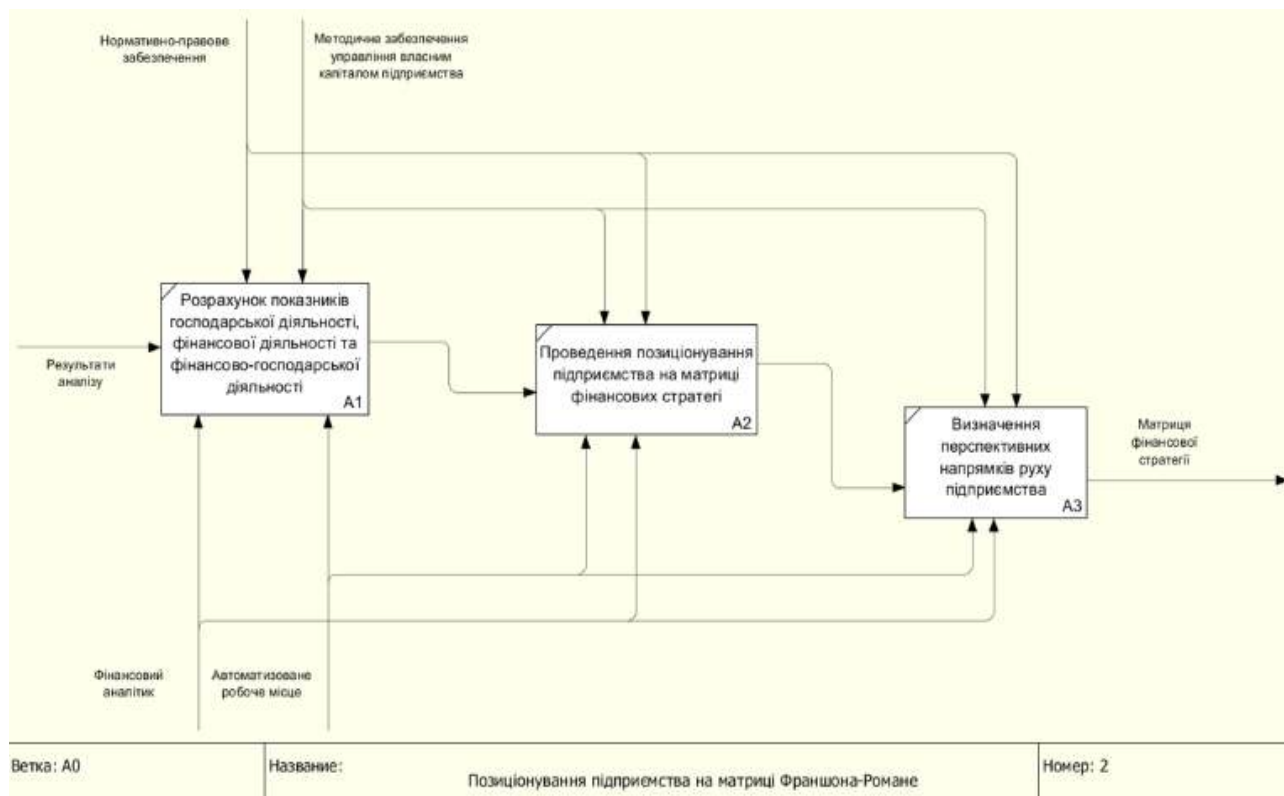 Нормативно-правове
забезпечення
Методичне забезпечення
управління власним
капіталом підприємства
Розрахунок показників
господарської діяльності,
фінансової діяльності та
фінансово-господарської
діяльності
A1
Результати
аналізу
Проведення позиціонування
підприємства на матриці
фінансових стратегі
A2
Визначення
перспективних
напрямків руху
підприємства
A3
Матриця
фінансової
стратегії
Фінансовий
аналітик
Автоматизоване
робоче місце
Ветка: A0
Название:
Позиціонування підприємства на матриці Франшона-Романе
Номер: 2